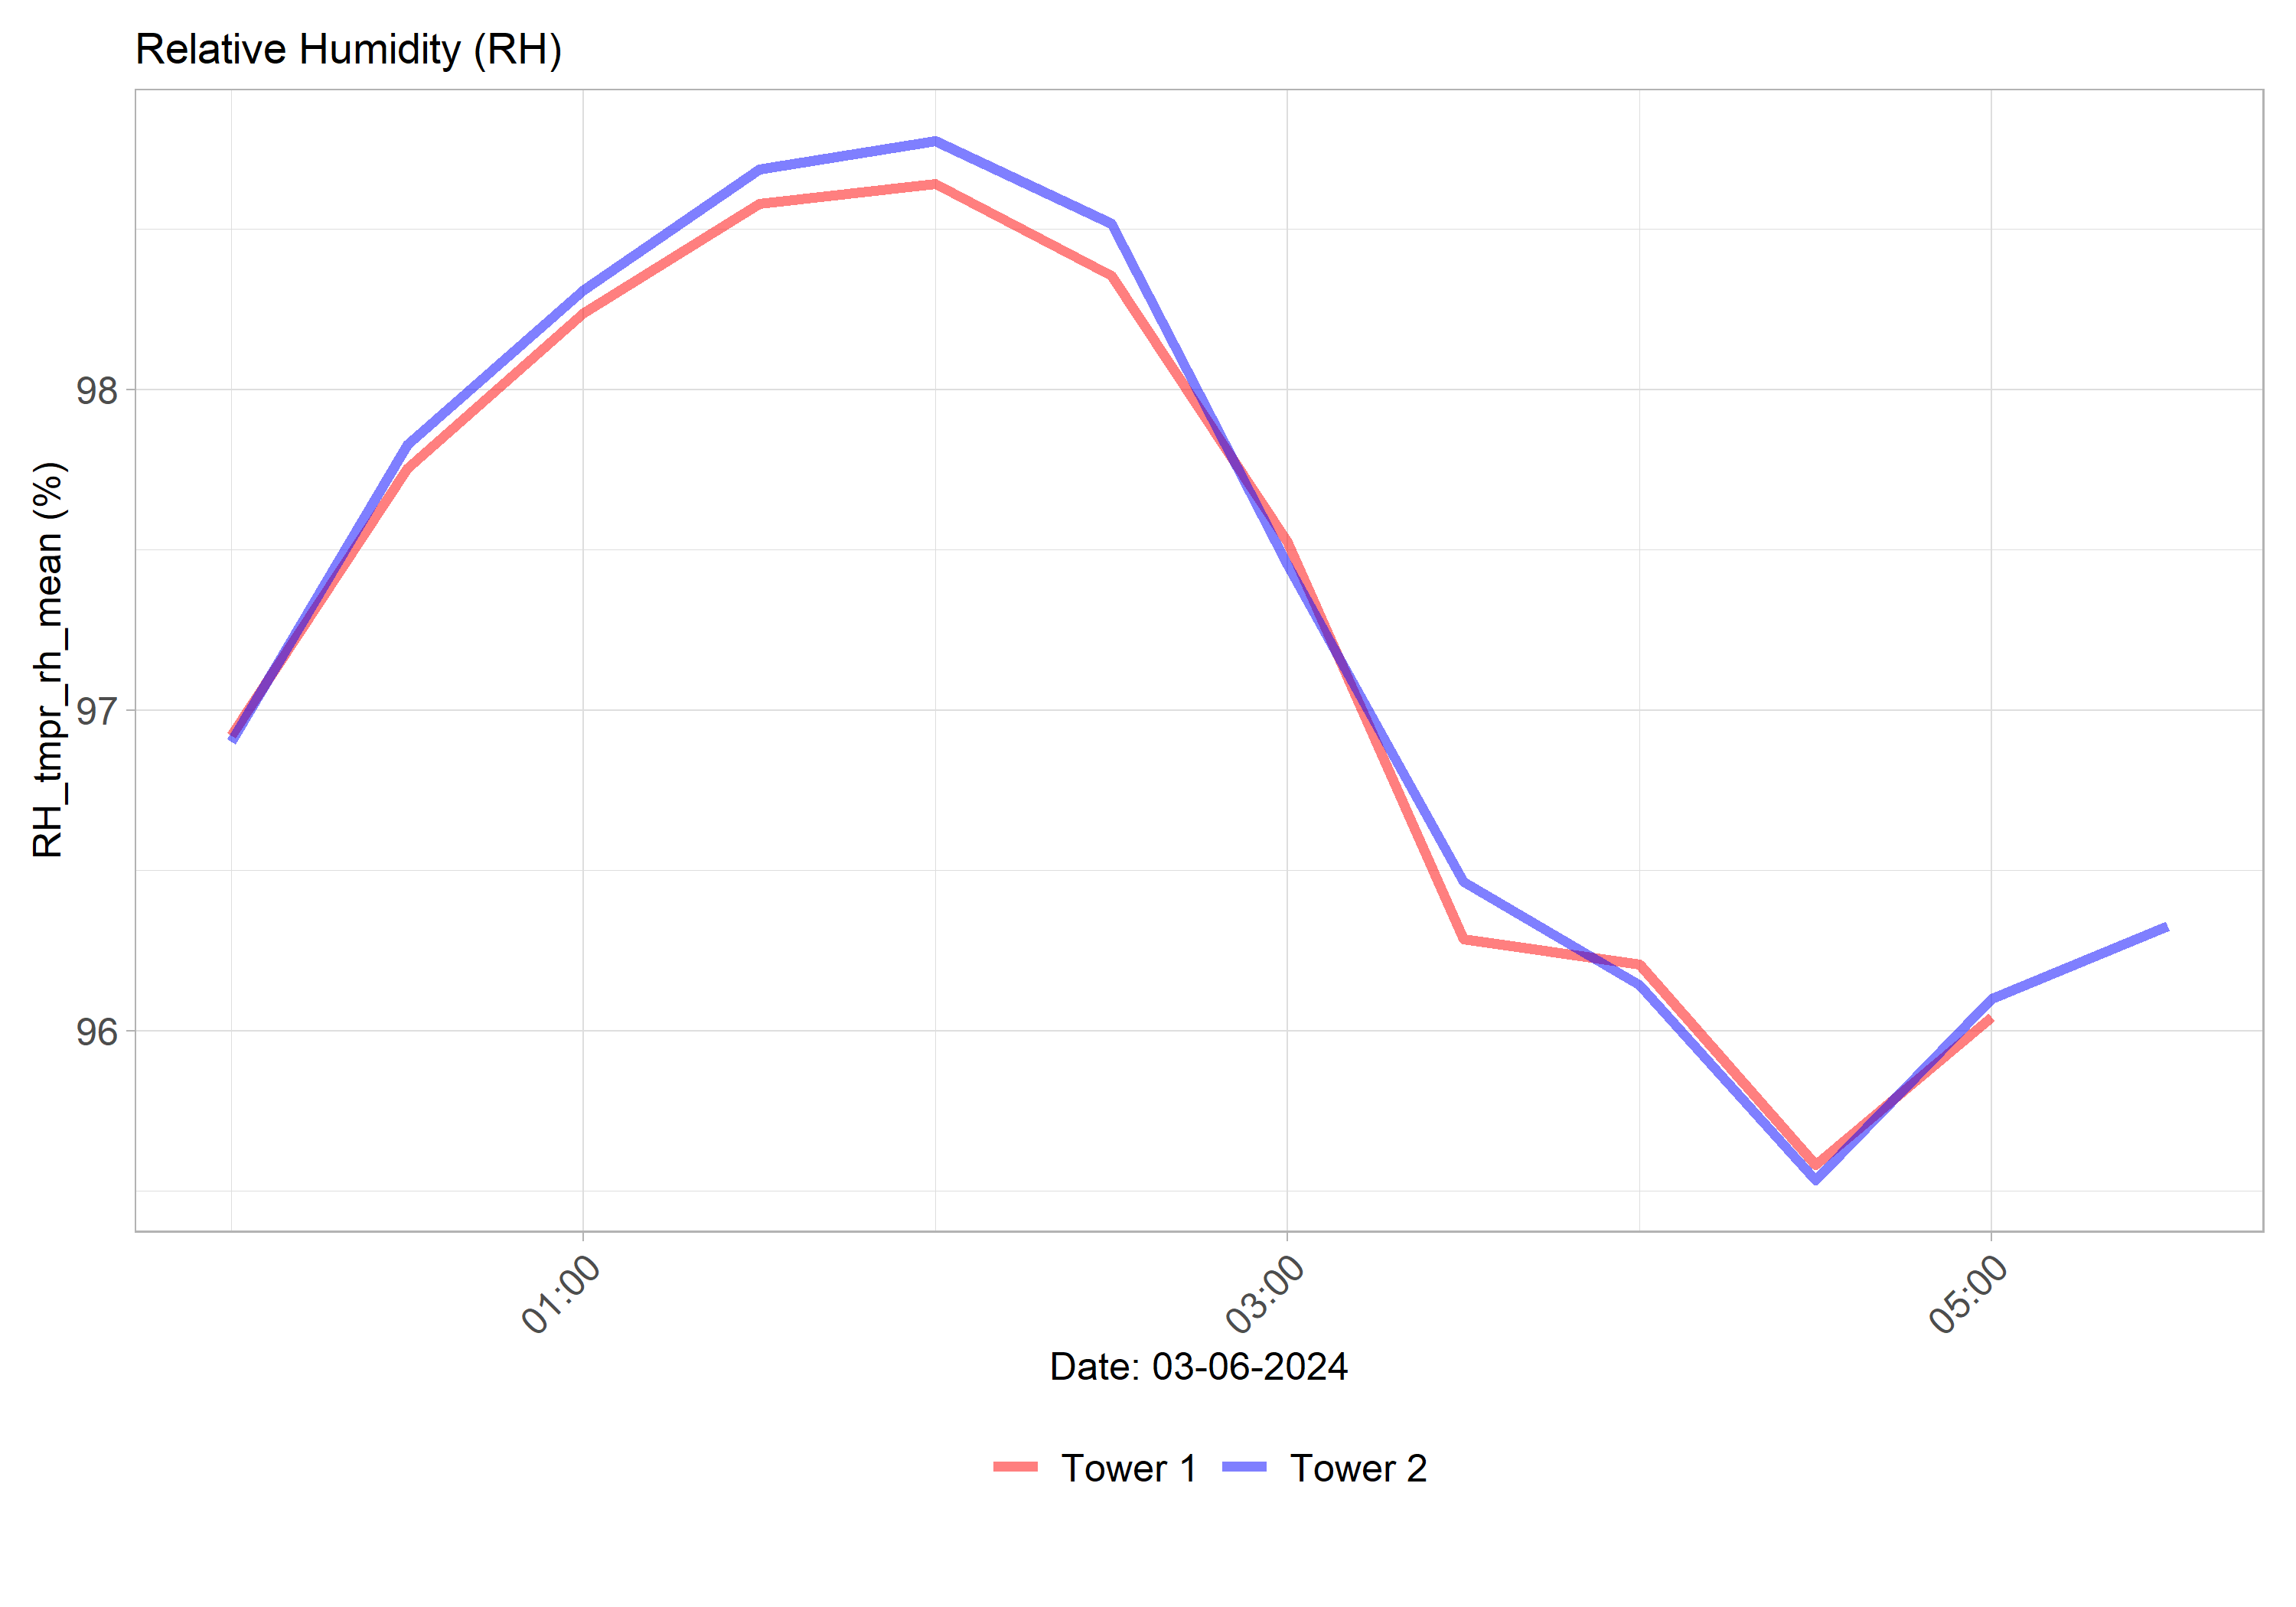 Relative Humidity (RH)
RH_tmpr_rh_mean (%)
98
97
96
01:00
03:00
05:00
Date: 03-06-2024
Tower 1
Tower 2